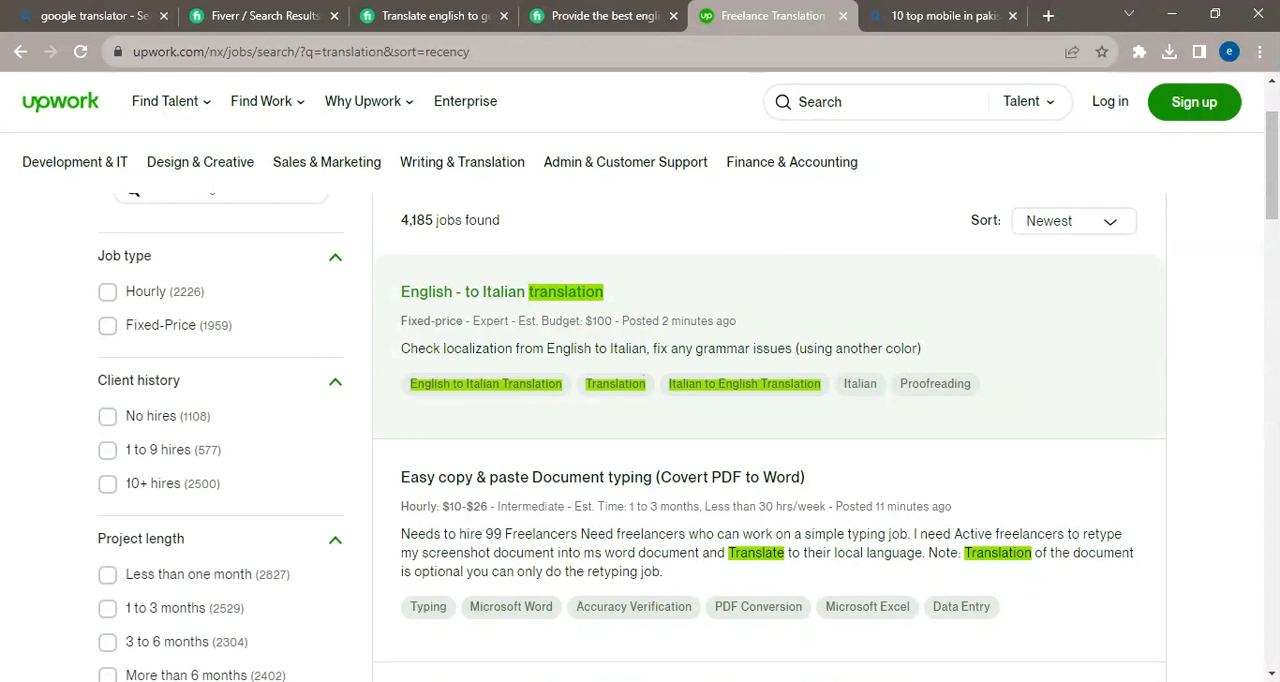 google translator - Se
Fiverr / Search Results
Translate english to g
Provide the best engli
Freelance Translation
10 top mobile in paki
upwork.com/nx/jobs/search/?q=translation&sort=recency
e
upwork
Find Talent
Find Work
Why Upwork
Enterprise
Search
Talent
Log in
Sign up
Development & IT
Design & Creative
Sales & Marketing
Writing & Translation
Admin & Customer Support
Finance & Accounting
4,185 jobs found
Sort:
Newest
Job type
Hourly (2226)
Fixed-Price (1959)
Client history
No hires (1108)
1 to 9 hires (577)
10+ hires (2500)
Project length
Less than one month (2827)
1 to 3 months (2529)
3 to 6 months (2304)
More than 6 months (2402)
English - to Italian translation
Fixed-price - Expert - Est. Budget: $100 - Posted 2 minutes ago
Check localization from English to Italian, fix any grammar issues (using another color)
English to Italian Translation
Translation
Italian to English Translation
Italian
Proofreading
Easy copy & paste Document typing (Covert PDF to Word)
Hourly: $10-$26 - Intermediate - Est. Time: 1 to 3 months, Less than 30 hrs/week - Posted 11 minutes ago
Needs to hire 99 Freelancers Need freelancers who can work on a simple typing job. I need Active freelancers to retype
my screenshot document into ms word document and Translate to their local language. Note: Translation of the document
is optional you can only do the retyping job.
Typing
Microsoft Word
Accuracy Verification
PDF Conversion
Microsoft Excel
Data Entry